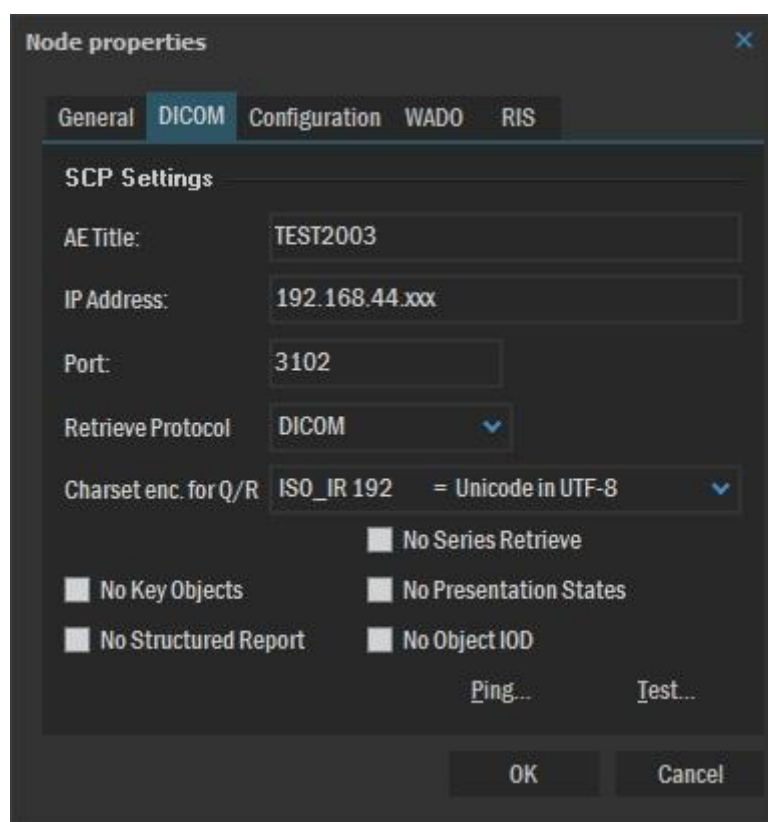 Node properties
General DICOM Configuration WADO RIS
SCP Settings
AE Title: TEST2003
IP Address: 192.168.44.xxx
Port: 3102
Retrieve Protocol DICOM
Charset enc. for Q/R ISO_IR 192 = Unicode in UTF-8
No Series Retrieve
No Key Objects No Presentation States
No Structured Report No Object IOD
Ping... Test...
OK Cancel